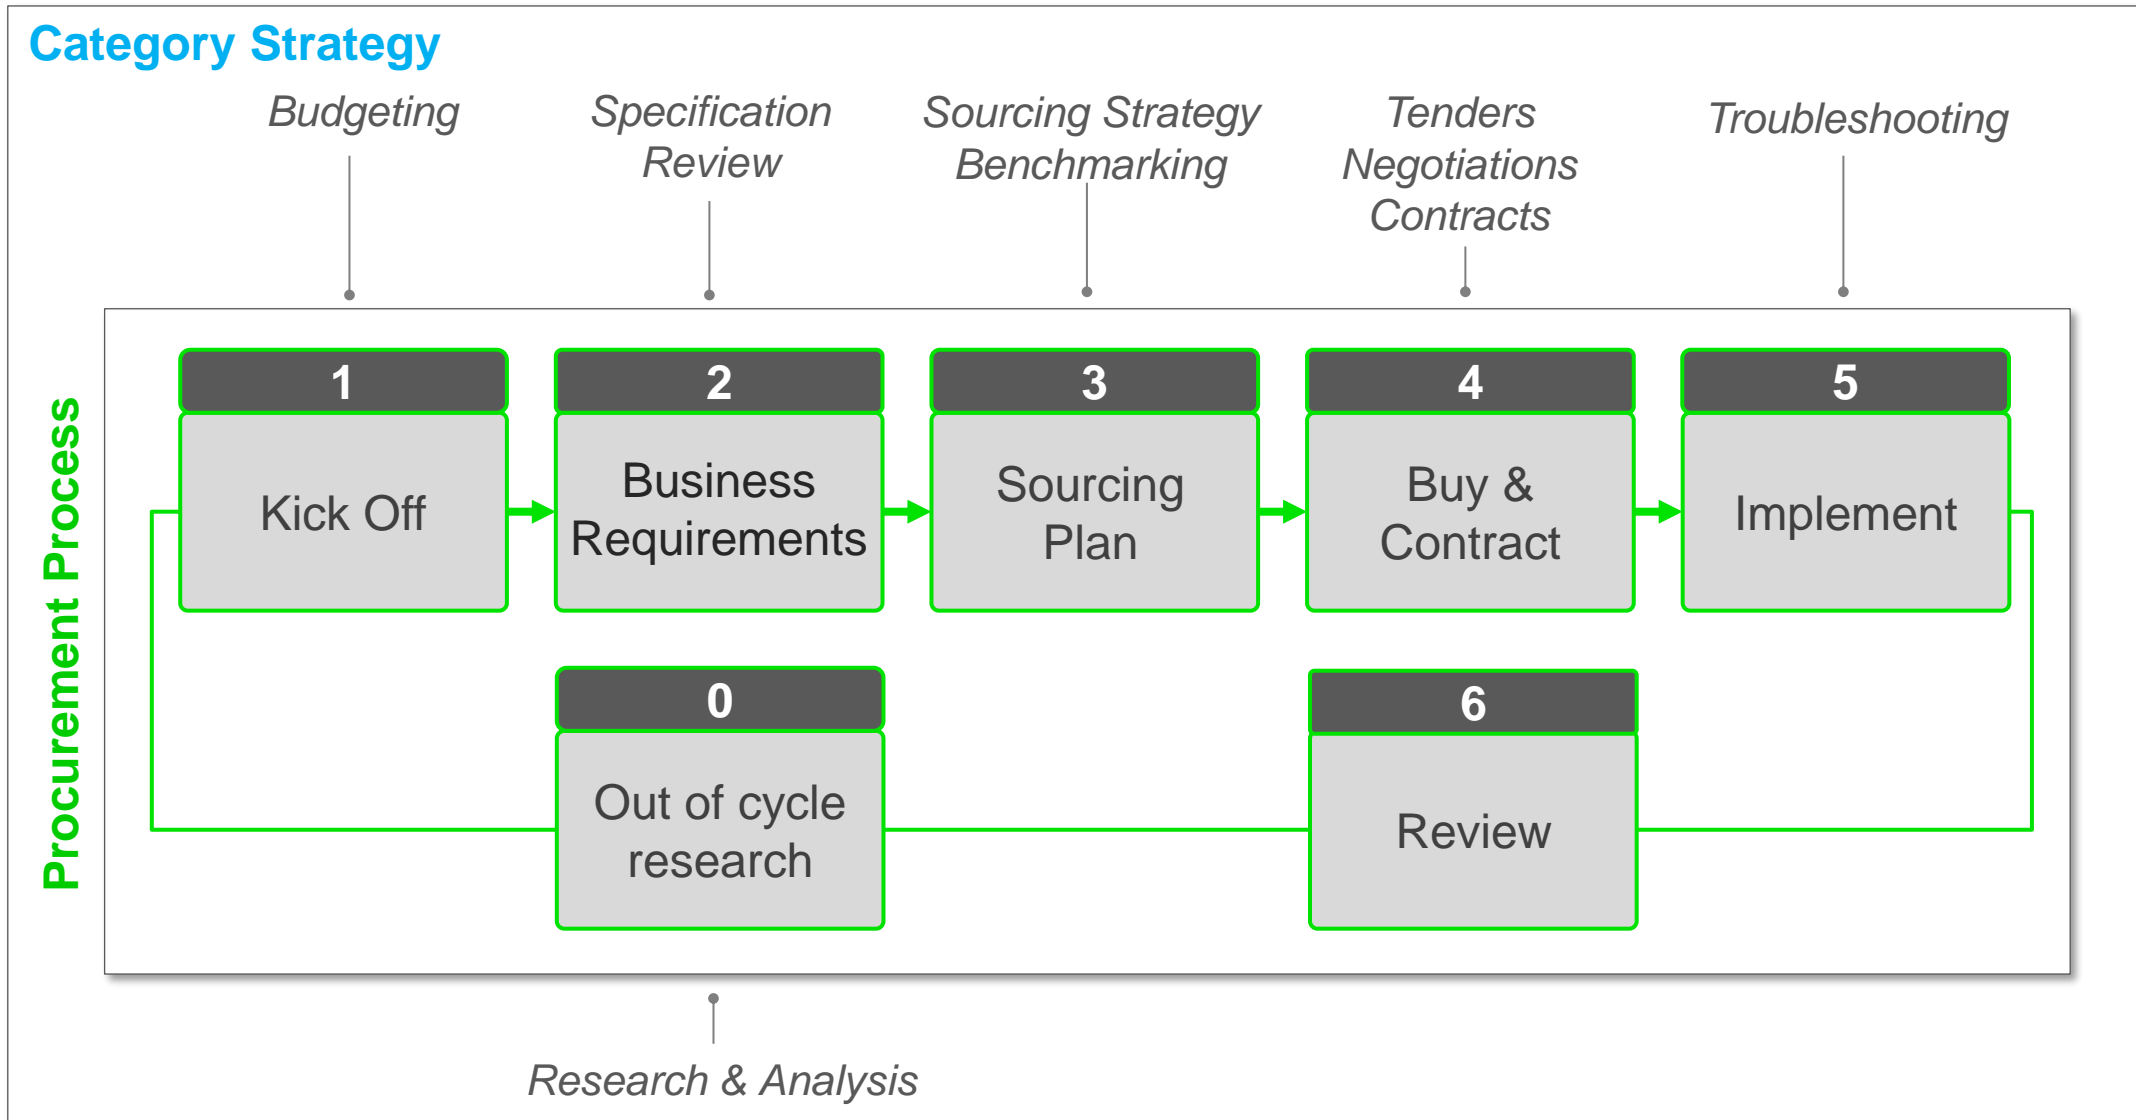 Category Strategy
Budgeting
Specification
Review
Sourcing Strategy
Benchmarking
Tenders
Negotiations
Contracts
Troubleshooting
Procurement Process
1
Kick Off
2
Business
Requirements
3
Sourcing
Plan
4
Buy &
Contract
5
Implement
0
Out of cycle
research
6
Review
Research & Analysis